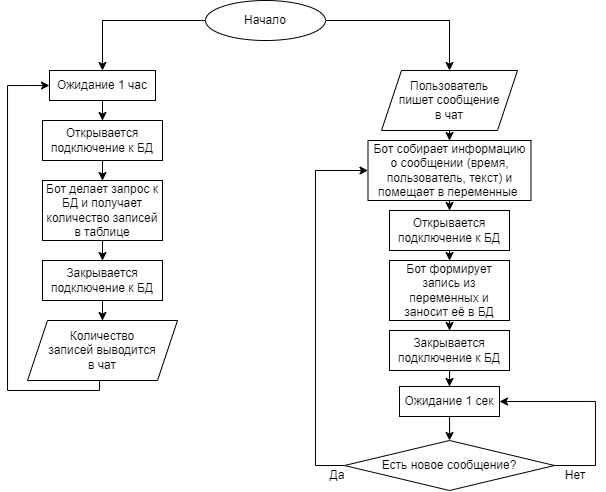 Начало
Ожидание 1 час
Открывается
подключение к БД
Бот делает запрос к
БД и получает
количество записей
в таблице
Закрывается
подключение к БД
Количество
записей выводится
в чат
Пользователь
пишет сообщение
в чат
Бот собирает информацию
о сообщении (время,
пользователь, текст) и
помещает в переменные
Открывается
подключение к БД
Бот формирует
запись из
переменных и
заносит её в БД
Закрывается
подключение к БД
Ожидание 1 сек
Есть новое сообщение?
Да
Нет